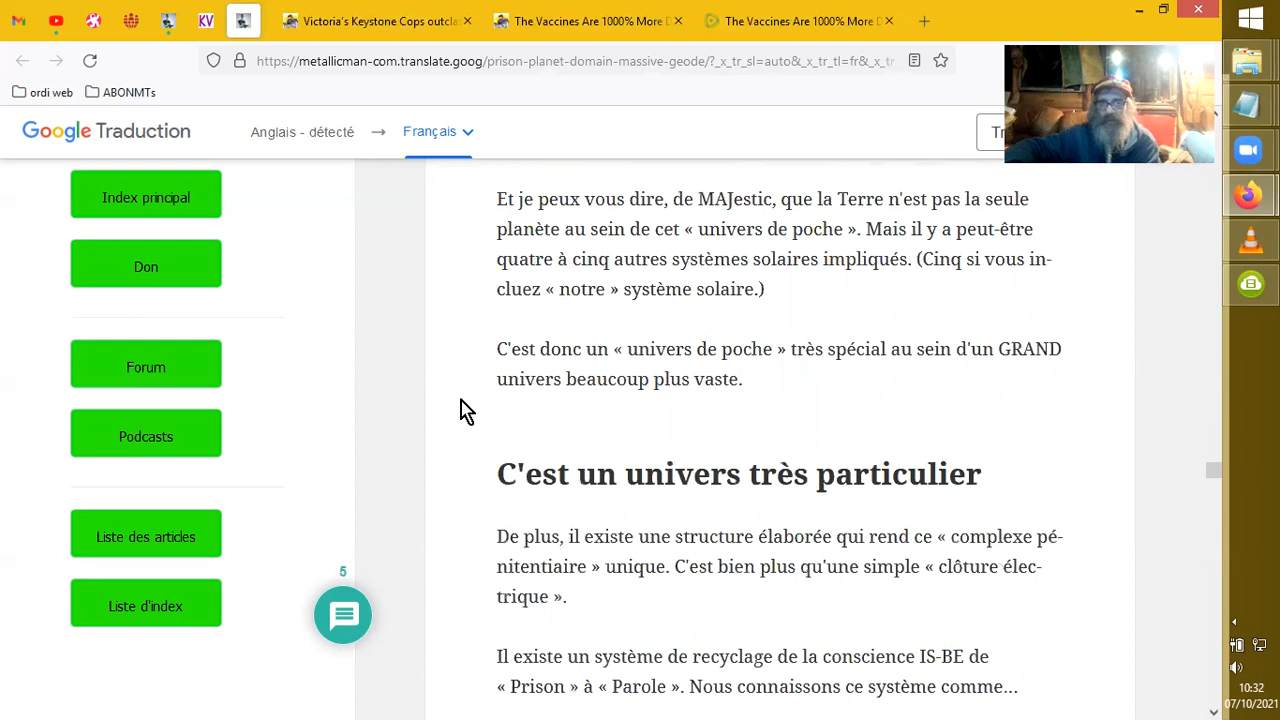 KV
Victoria's Keystone Cops outcla
The Vaccines Are 1000% More D
The Vaccines Are 1000% More D
https://metallicman-com.translate.goog/prison-planet-domain-massive-geode/?_x_tr_sl=auto&_x_tr_tl=fr&_x_tr
ordi web
ABONMTs
Google Traduction
Anglais - détecté
Français
Index principal
Don
Forum
Podcasts
Liste des articles
Liste d'index
5
Et je peux vous dire, de MAJestic, que la Terre n'est pas la seule
planète au sein de cet « univers de poche ». Mais il y a peut-être
quatre à cinq autres systèmes solaires impliqués. (Cinq si vous in-
cluez « notre » système solaire.)
C'est donc un « univers de poche » très spécial au sein d'un GRAND
univers beaucoup plus vaste.
C'est un univers très particulier
De plus, il existe une structure élaborée qui rend ce « complexe pé-
nitentiaire » unique. C'est bien plus qu'une simple « clôture élec-
trique ».
Il existe un système de recyclage de la conscience IS-BE de
« Prison » à « Parole ». Nous connaissons ce système comme...
10:32
07/10/2021